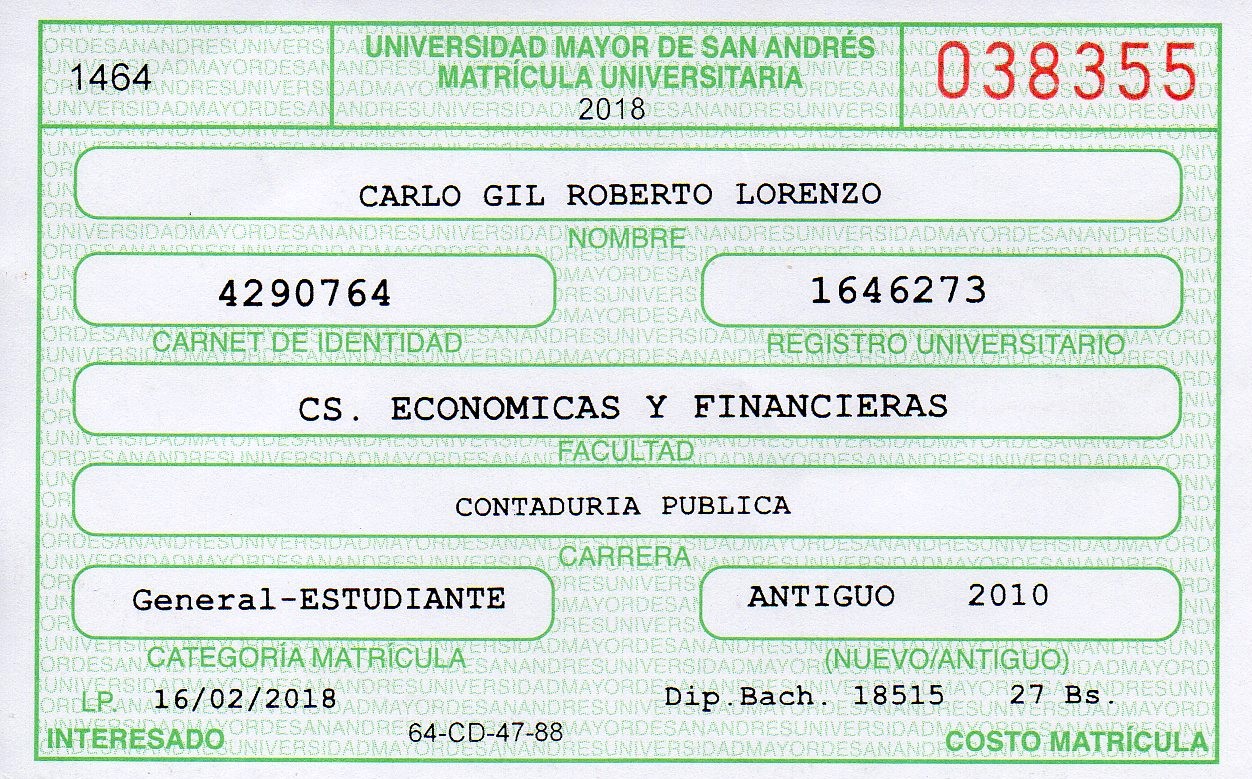 1464
UNIVERSIDAD MAYOR DE SAN ANDRÉS
MATRÍCULA UNIVERSITARIA
2018
038355
CARLO GIL ROBERTO LORENZO
NOMBRE
4290764 1646273
CARNET DE IDENTIDAD REGISTRO UNIVERSITARIO
CS. ECONOMICAS Y FINANCIERAS
FACULTAD
CONTADURIA PUBLICA
CARRERA
General-ESTUDIANTE ANTIGUO 2010
CATEGORÍA MATRÍCULA (NUEVO/ANTIGUO)
LP. 16/02/2018 Dip.Bach. 18515 27 Bs.
INTERESADO 64-CD-47-88 COSTO MATRÍCULA